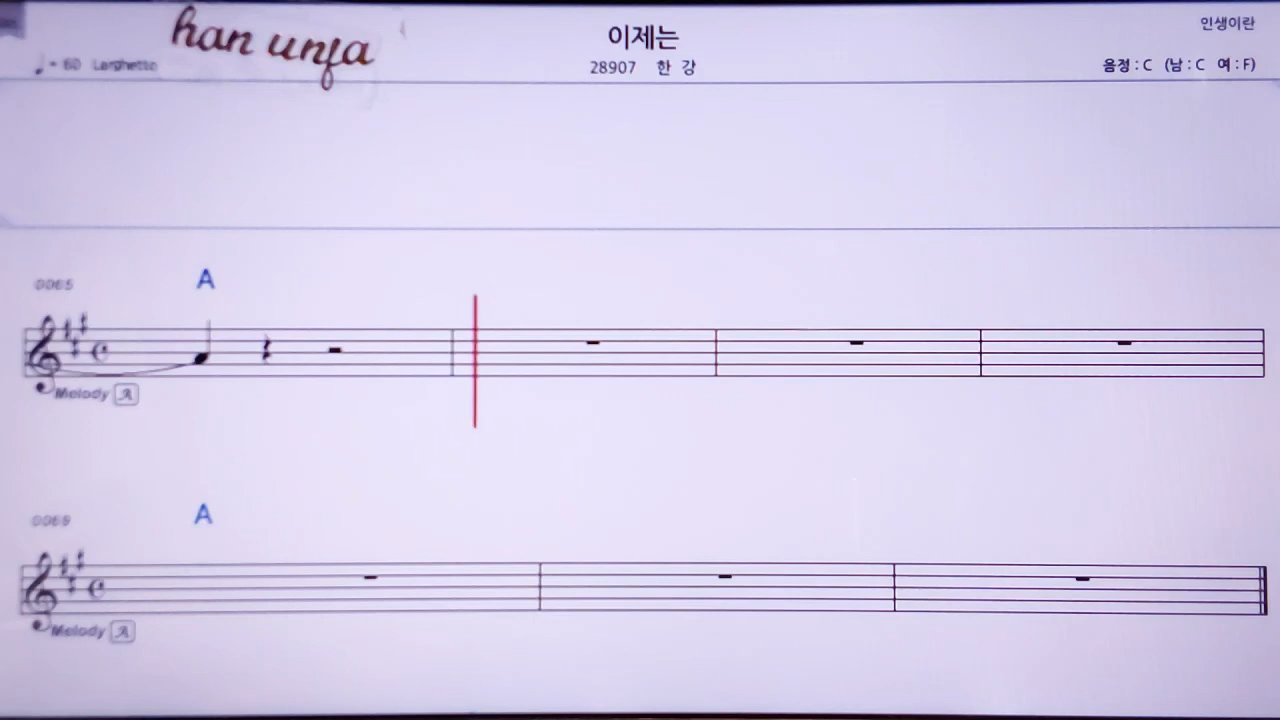 han unfa
이제는
인생이란
♩= 60 Larghetto
28907 한 강
음정 : C (남 : C 여 : F)
0065 A
Melody A
0069 A
Melody A